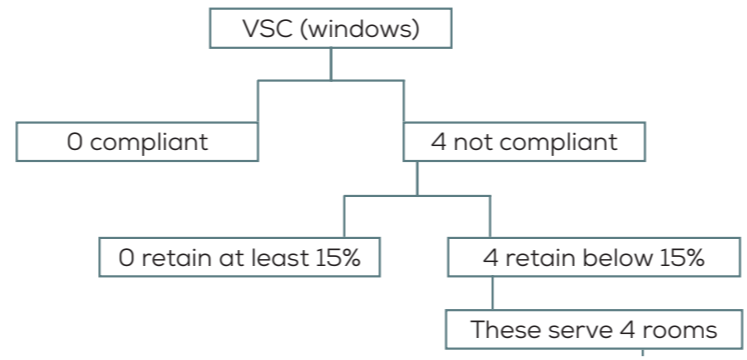 VSC (windows)
0 compliant
4 not compliant
0 retain at least 15%
4 retain below 15%
These serve 4 rooms